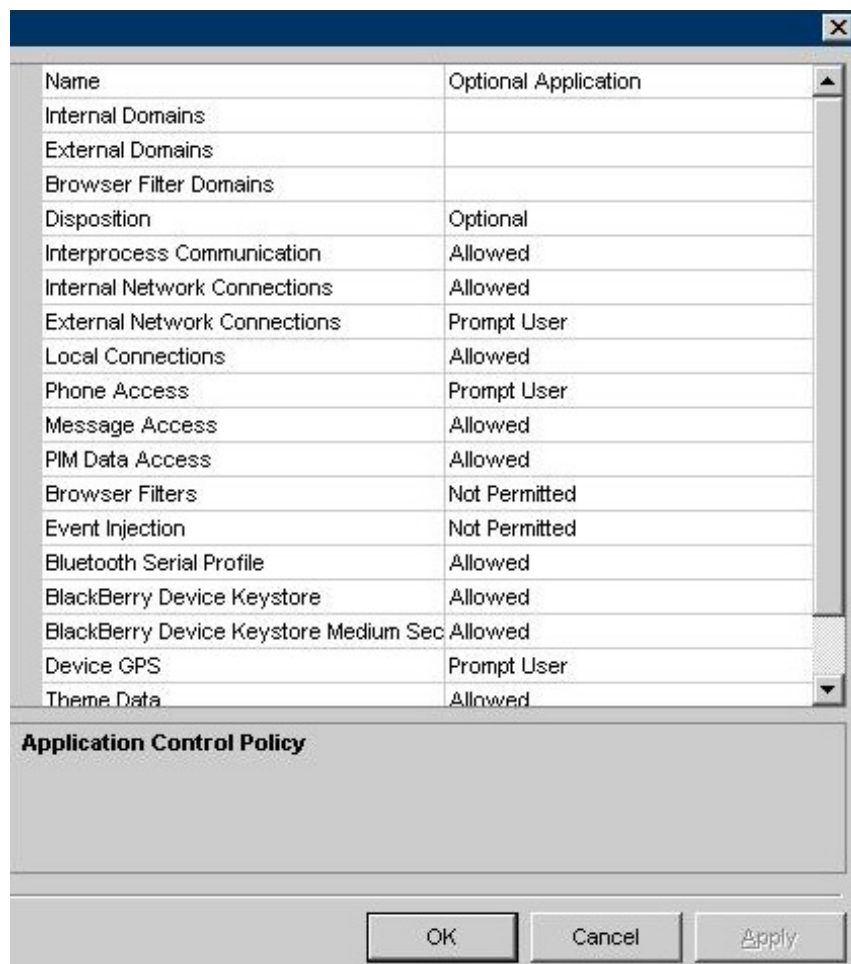 Name Optional Application
Internal Domains
External Domains
Browser Filter Domains
Disposition Optional
Interprocess Communication Allowed
Internal Network Connections Allowed
External Network Connections Prompt User
Local Connections Allowed
Phone Access Prompt User
Message Access Allowed
PIM Data Access Allowed
Browser Filters Not Permitted
Event Injection Not Permitted
Bluetooth Serial Profile Allowed
BlackBerry Device Keystore Allowed
BlackBerry Device Keystore Medium Sec Allowed
Device GPS Prompt User
Theme Data Allowed
Application Control Policy
OK Cancel Apply